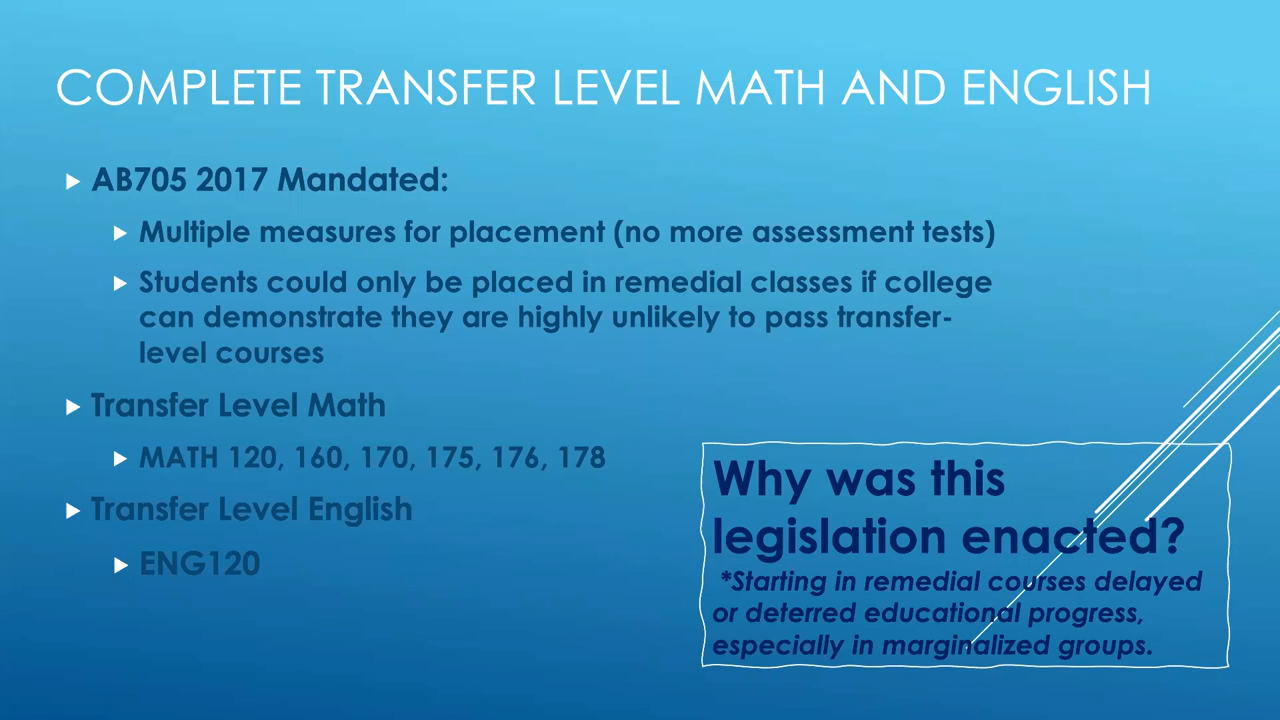 COMPLETE TRANSFER LEVEL MATH AND ENGLISH
AB705 2017 Mandated:
Multiple measures for placement (no more assessment tests)
Students could only be placed in remedial classes if college
can demonstrate they are highly unlikely to pass transfer-
level courses
Transfer Level Math
MATH 120, 160, 170, 175, 176, 178
Transfer Level English
ENG120
Why was this
legislation enacted?
*Starting in remedial courses delayed
or deterred educational progress,
especially in marginalized groups.